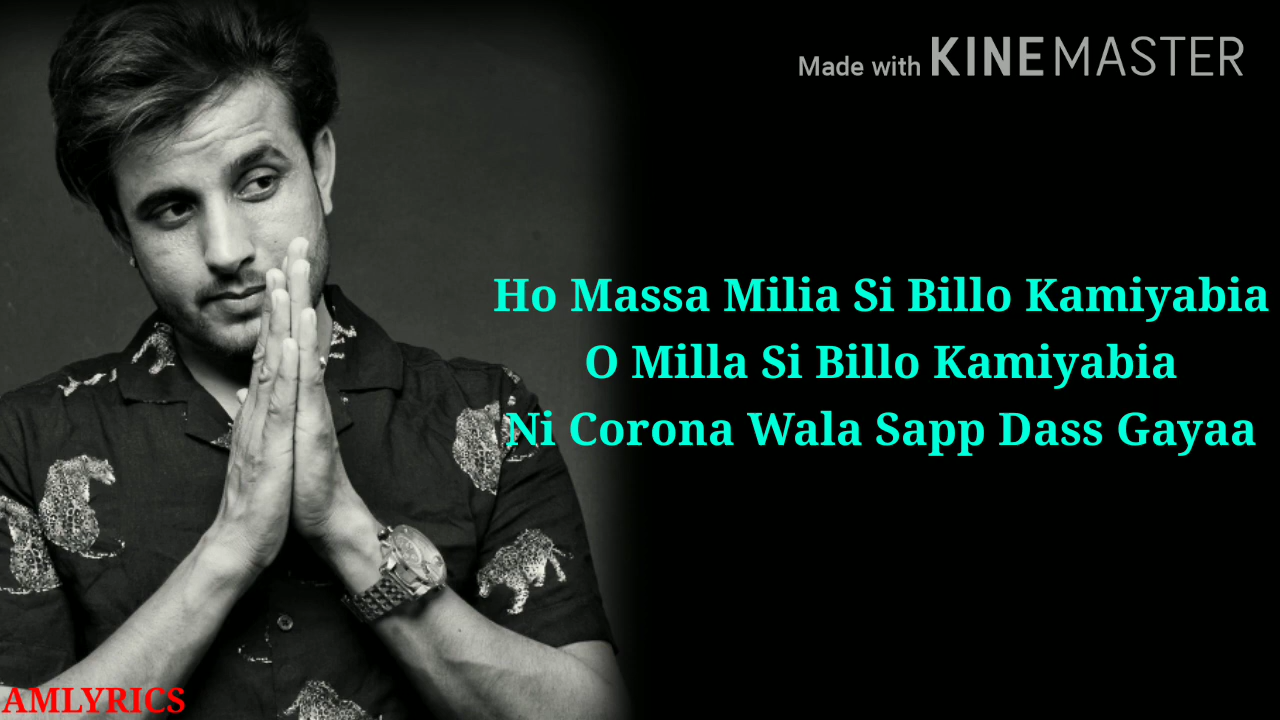 Made with KINEMASTER
Ho Massa Milia Si Billo Kamiyabia
O Milla Si Billo Kamiyabia
Ni Corona Wala Sapp Dass Gayaa
AMLYRICS